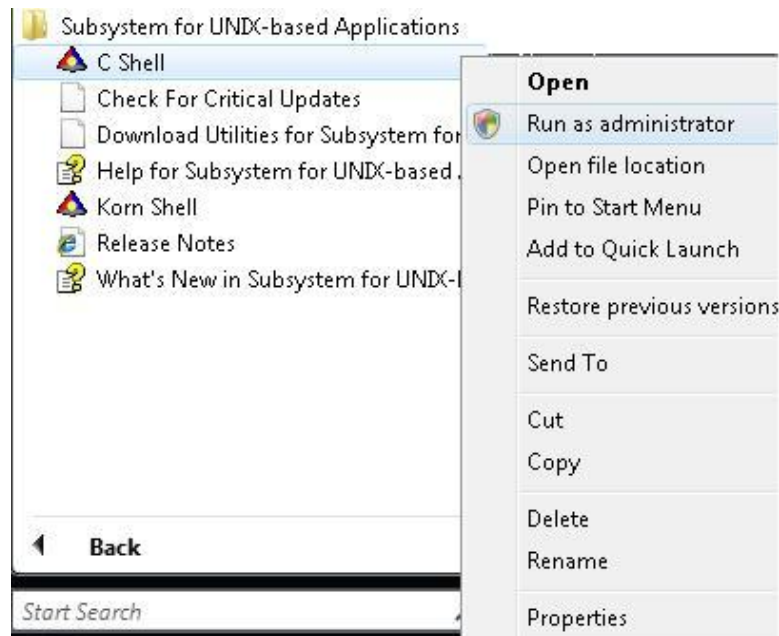 Subsystem for UNIX-based Applications
C Shell
Check For Critical Updates
Download Utilities for Subsystem for
Help for Subsystem for UNIX-based
Korn Shell
Release Notes
What's New in Subsystem for UNIX-
Back
Start Search
Open
Run as administrator
Open file location
Pin to Start Menu
Add to Quick Launch
Restore previous versions
Send To
Cut
Copy
Delete
Rename
Properties